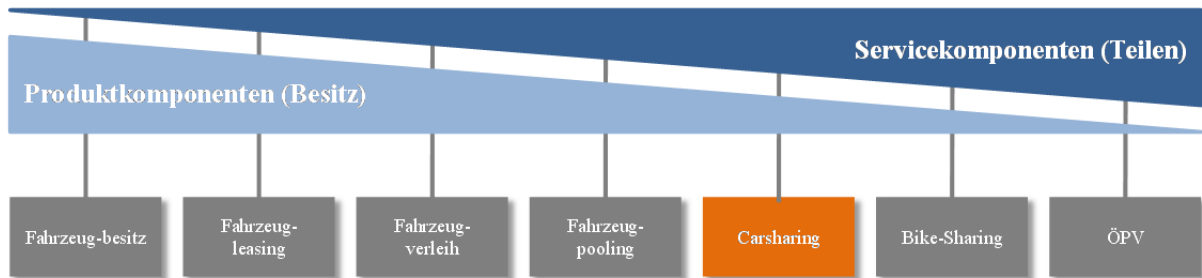 Servicekomponenten (Teilen)
Produktkomponenten (Besitz)
Fahrzeug-besitz
Fahrzeug-
leasing
Fahrzeug-
verleih
Fahrzeug-
pooling
Carsharing
Bike-Sharing
ÖPV